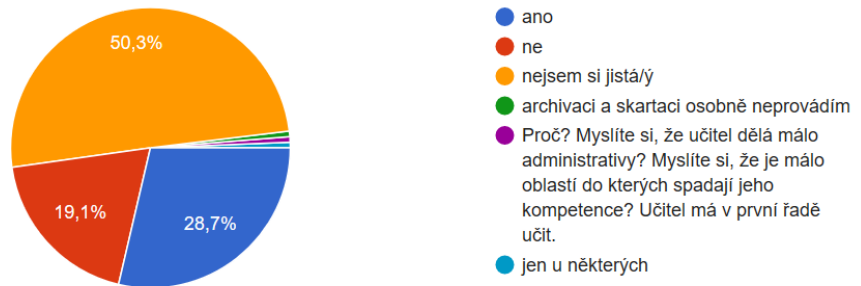 50,3%
19,1%
28,7%
ano
ne
nejsem si jistá/ý
archivaci a skartaci osobně neprovádím
Proč? Myslíte si, že učitel dělá málo
administrativy? Myslíte si, že je málo
oblastí do kterých spadají jeho
kompetence? Učitel má v první řadě
učit.
jen u některých